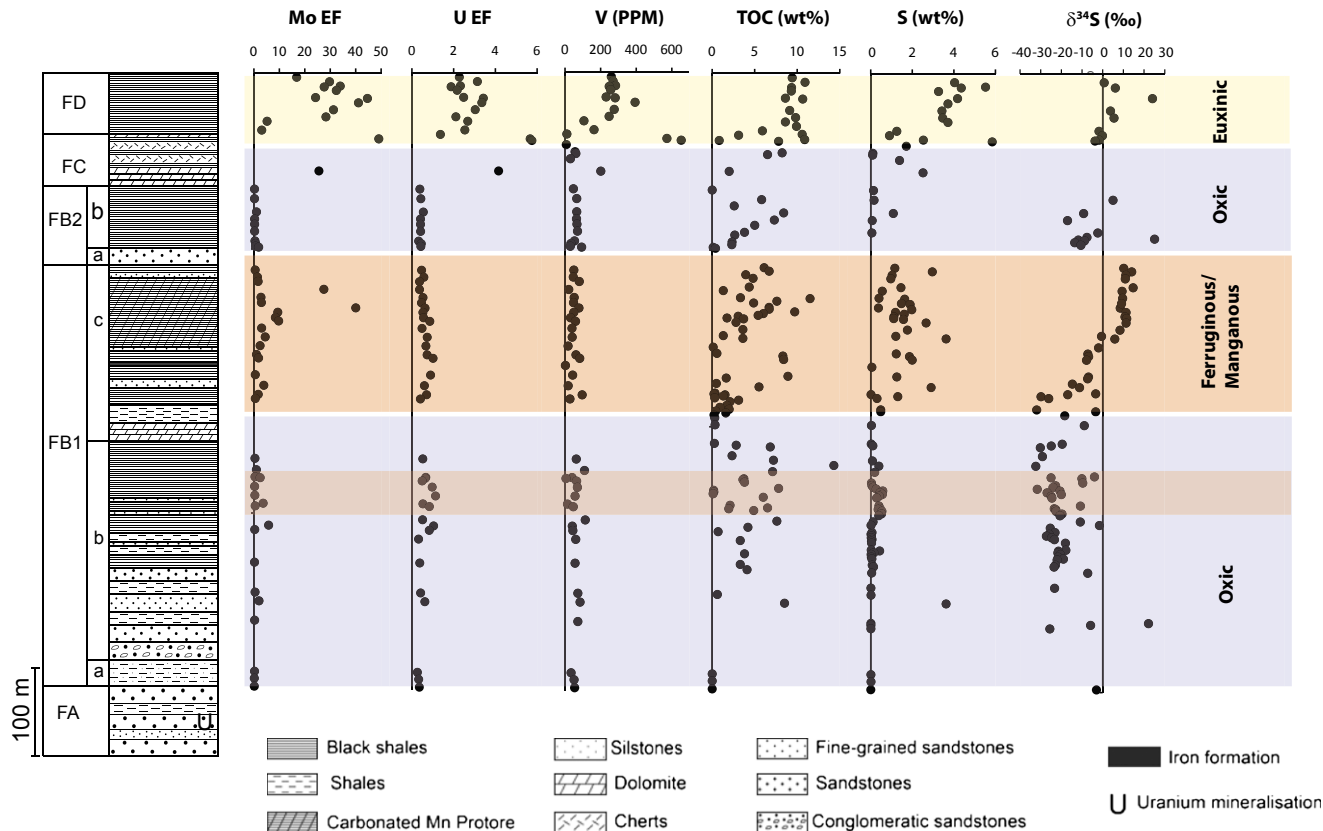 Mo EF U EF V (PPM) TOC (wt%) S (wt%) δ³⁴S (‰)
0 10 20 30 40 50 0 2 4 6 0 200 400 600 0 5 10 15 0 2 4 6 -40 -30 -20 -10 0 10 20 30
FD
Euxinic
FC
Oxic
FB2
b
a
c
Ferruginous/
Manganous
FB1
b
Oxic
a
100 m
FA
U
Black shales Silstones Fine-grained sandstones Iron formation
Shales Dolomite Sandstones U Uranium mineralisation
Carbonated Mn Protore Cherts Conglomeratic sandstones